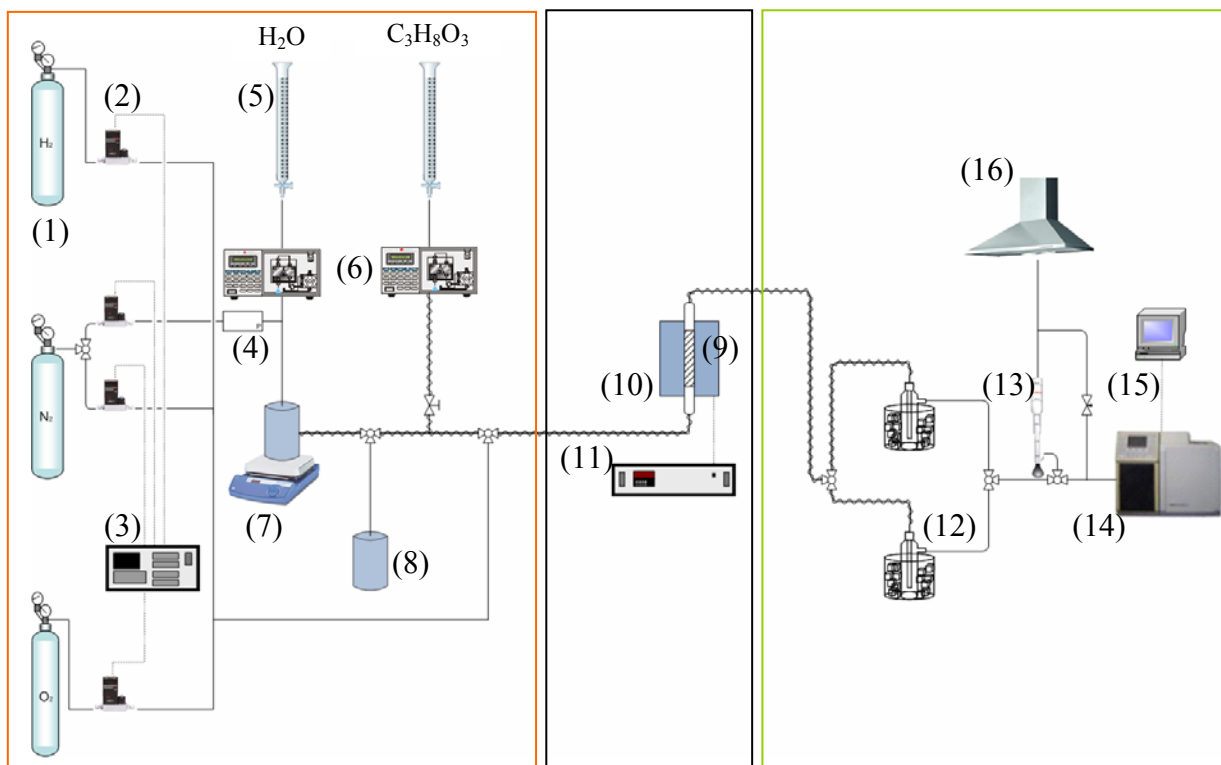 H₂O
C₃H₈O₃
(1)
(2)
(3)
(4)
(5)
(6)
(7)
(8)
(9)
(10)
(11)
(12)
(13)
(14)
(15)
(16)
H₂
N₂
O₂
P